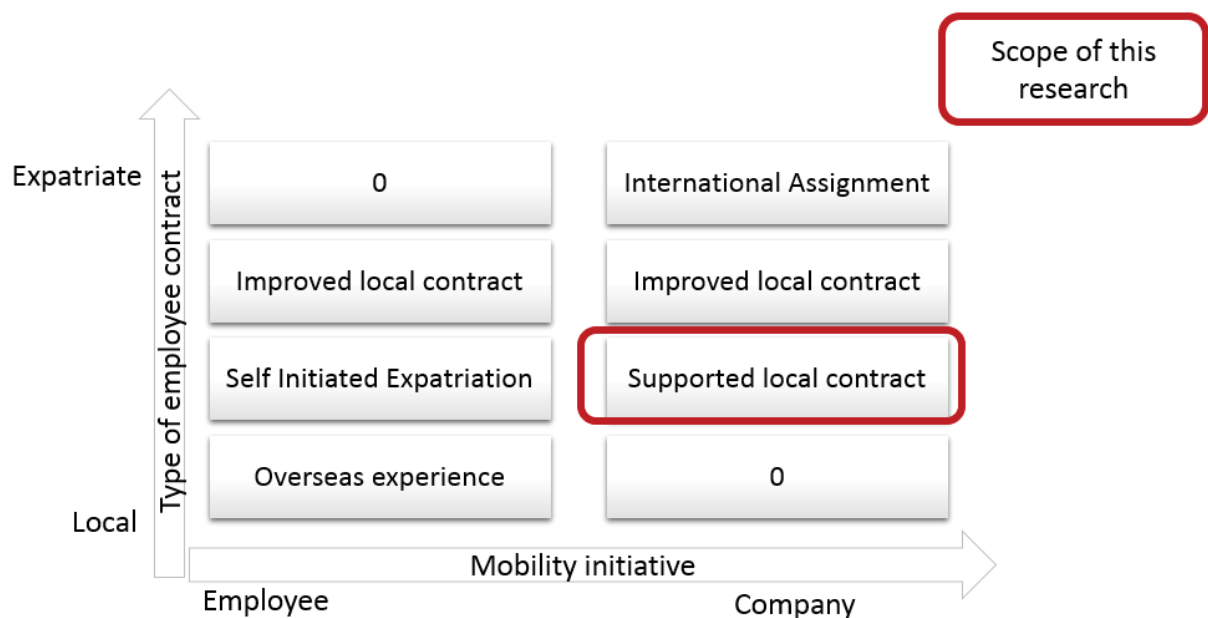 Scope of this
research
Expatriate
Type of employee contract
0
International Assignment
Improved local contract
Improved local contract
Self Initiated Expatriation
Supported local contract
Overseas experience
0
Local
Mobility initiative
Employee
Company